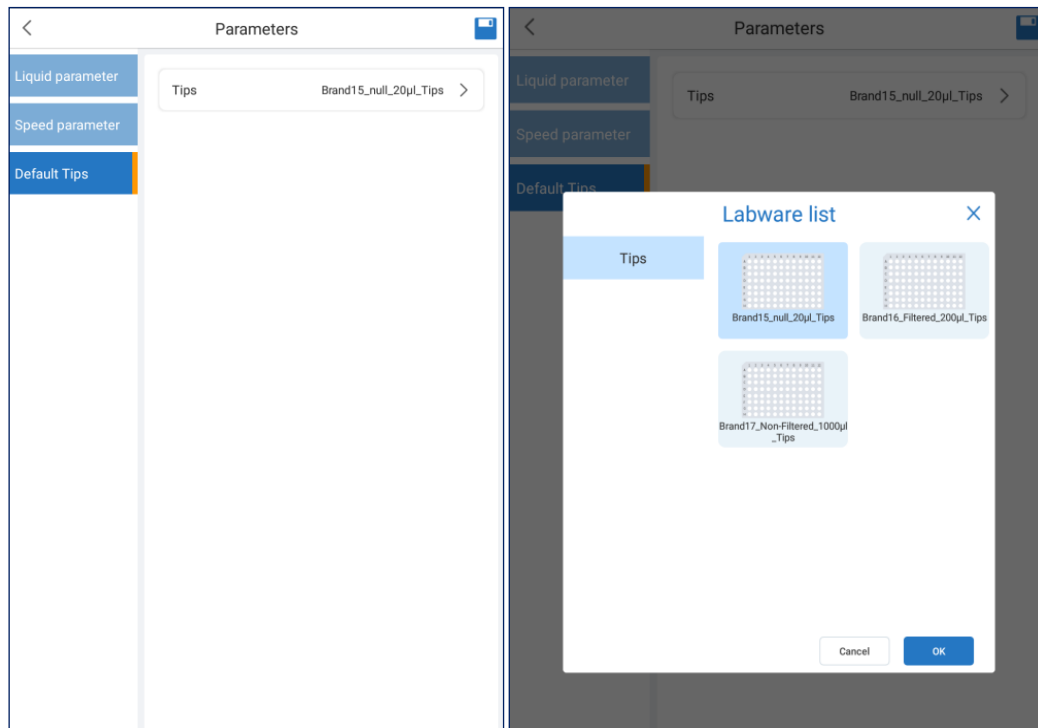 Parameters
Liquid parameter
Speed parameter
Default Tips
Tips Brand15_null_20µl_Tips
Parameters
Liquid parameter
Speed parameter
Default Tips
Tips Brand15_null_20µl_Tips
Labware list
Tips
Brand15_null_20µl_Tips
Brand16_Filtered_200µl_Tips
Brand17_Non-Filtered_1000µl
_Tips
Cancel
OK